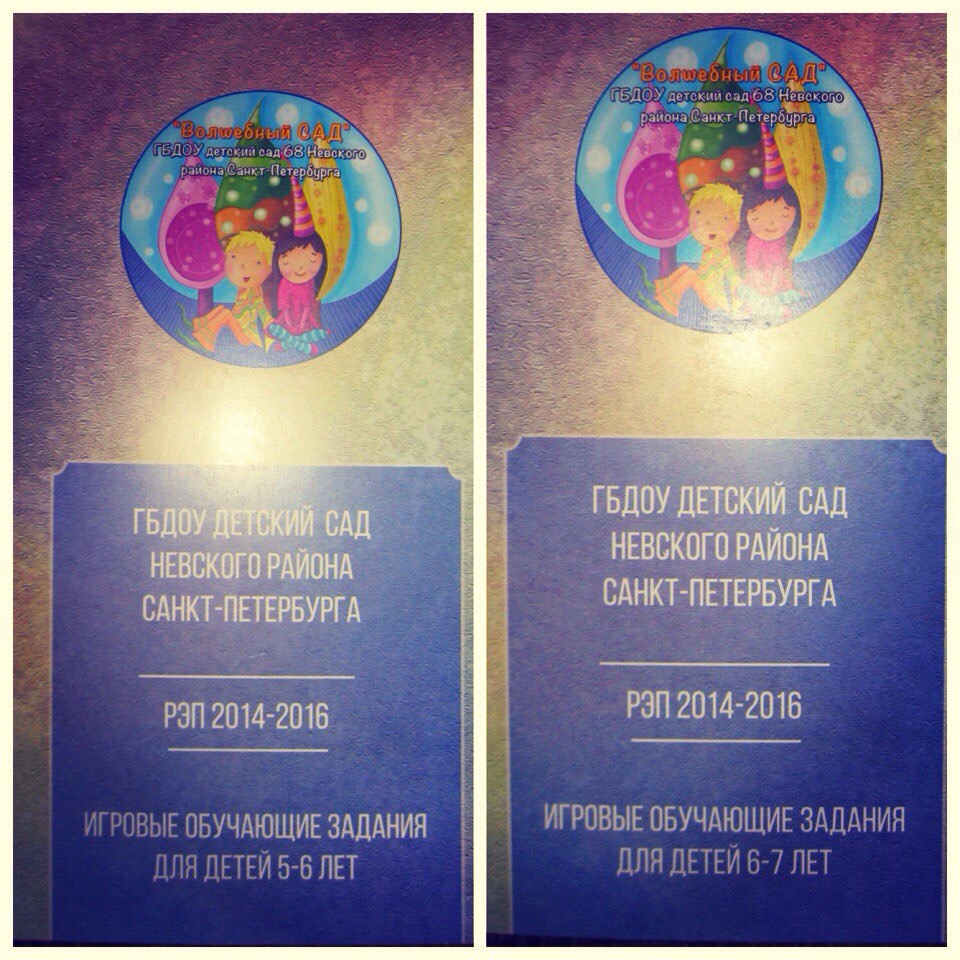 "Волшебный САД"
ГБДОУ детский сад 68 Невского
района,Санкт-Петербурга
ГБДОУ ДЕТСКИЙ САД
НЕВСКОГО РАЙОНА
САНКТ-ПЕТЕРБУРГА
РЭП 2014-2016
ИГРОВЫЕ ОБУЧАЮЩИЕ ЗАДАНИЯ
ДЛЯ ДЕТЕЙ 5-6 ЛЕТ
"Волшебный САД"
ГБДОУ детский сад 68 Невского
района,Санкт-Петербурга
ГБДОУ ДЕТСКИЙ САД
НЕВСКОГО РАЙОНА
САНКТ-ПЕТЕРБУРГА
РЭП 2014-2016
ИГРОВЫЕ ОБУЧАЮЩИЕ ЗАДАНИЯ
ДЛЯ ДЕТЕЙ 6-7 ЛЕТ